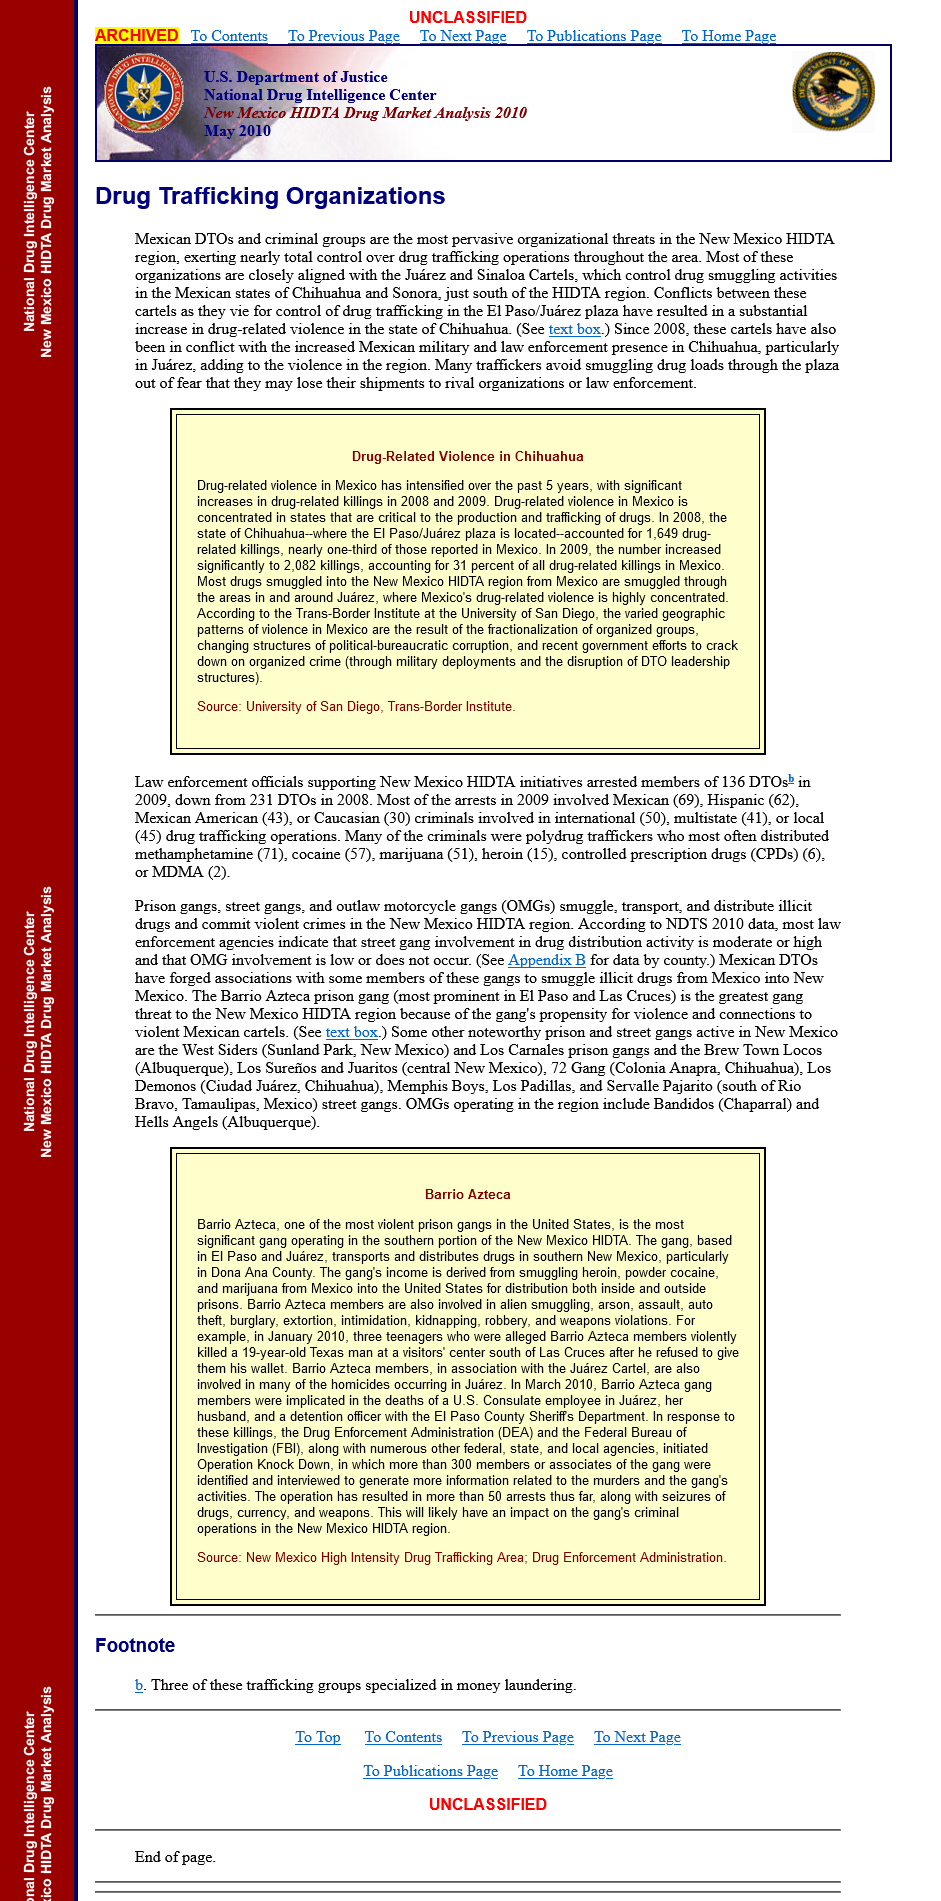 UNCLASSIFIED
ARCHIVED To Contents To Previous Page To Next Page To Publications Page To Home Page
U.S. Department of Justice
National Drug Intelligence Center
New Mexico HIDTA Drug Market Analysis 2010
May 2010
National Drug Intelligence Center
New Mexico HIDTA Drug Market Analysis
Drug Trafficking Organizations
Mexican DTOs and criminal groups are the most pervasive organizational threats in the New Mexico HIDTA
region, exerting nearly total control over drug trafficking operations throughout the area. Most of these
organizations are closely aligned with the Juárez and Sinaloa Cartels, which control drug smuggling activities
in the Mexican states of Chihuahua and Sonora, just south of the HIDTA region. Conflicts between these
cartels as they vie for control of drug trafficking in the El Paso/Juárez plaza have resulted in a substantial
increase in drug-related violence in the state of Chihuahua. (See text box.) Since 2008, these cartels have also
been in conflict with the increased Mexican military and law enforcement presence in Chihuahua, particularly
in Juárez, adding to the violence in the region. Many traffickers avoid smuggling drug loads through the plaza
out of fear that they may lose their shipments to rival organizations or law enforcement.
Drug-Related Violence in Chihuahua
Drug-related violence in Mexico has intensified over the past 5 years, with significant
increases in drug-related killings in 2008 and 2009. Drug-related violence in Mexico is
concentrated in states that are critical to the production and trafficking of drugs. In 2008, the
state of Chihuahua--where the El Paso/Juárez plaza is located--accounted for 1,649 drug-
related killings, nearly one-third of those reported in Mexico. In 2009, the number increased
significantly to 2,082 killings, accounting for 31 percent of all drug-related killings in Mexico.
Most drugs smuggled into the New Mexico HIDTA region from Mexico are smuggled through
the areas in and around Juárez, where Mexico's drug-related violence is highly concentrated.
According to the Trans-Border Institute at the University of San Diego, the varied geographic
patterns of violence in Mexico are the result of the fractionalization of organized groups,
changing structures of political-bureaucratic corruption, and recent government efforts to crack
down on organized crime (through military deployments and the disruption of DTO leadership
structures).
Source: University of San Diego, Trans-Border Institute.
Law enforcement officials supporting New Mexico HIDTA initiatives arrested members of 136 DTOsb in
2009, down from 231 DTOs in 2008. Most of the arrests in 2009 involved Mexican (69), Hispanic (62),
Mexican American (43), or Caucasian (30) criminals involved in international (50), multistate (41), or local
(45) drug trafficking operations. Many of the criminals were polydrug traffickers who most often distributed
methamphetamine (71), cocaine (57), marijuana (51), heroin (15), controlled prescription drugs (CPDs) (6),
or MDMA (2).
National Drug Intelligence Center
New Mexico HIDTA Drug Market Analysis
Prison gangs, street gangs, and outlaw motorcycle gangs (OMGs) smuggle, transport, and distribute illicit
drugs and commit violent crimes in the New Mexico HIDTA region. According to NDTS 2010 data, most law
enforcement agencies indicate that street gang involvement in drug distribution activity is moderate or high
and that OMG involvement is low or does not occur. (See Appendix B for data by county.) Mexican DTOs
have forged associations with some members of these gangs to smuggle illicit drugs from Mexico into New
Mexico. The Barrio Azteca prison gang (most prominent in El Paso and Las Cruces) is the greatest gang
threat to the New Mexico HIDTA region because of the gang's propensity for violence and connections to
violent Mexican cartels. (See text box.) Some other noteworthy prison and street gangs active in New Mexico
are the West Siders (Sunland Park, New Mexico) and Los Carnales prison gangs and the Brew Town Locos
(Albuquerque), Los Sureños and Juaritos (central New Mexico), 72 Gang (Colonia Anapra, Chihuahua), Los
Demonos (Ciudad Juárez, Chihuahua), Memphis Boys, Los Padillas, and Servalle Pajarito (south of Rio
Bravo, Tamaulipas, Mexico) street gangs. OMGs operating in the region include Bandidos (Chaparral) and
Hells Angels (Albuquerque).
Barrio Azteca
Barrio Azteca, one of the most violent prison gangs in the United States, is the most
significant gang operating in the southern portion of the New Mexico HIDTA. The gang, based
in El Paso and Juárez, transports and distributes drugs in southern New Mexico, particularly
in Dona Ana County. The gang's income is derived from smuggling heroin, powder cocaine,
and marijuana from Mexico into the United States for distribution both inside and outside
prisons. Barrio Azteca members are also involved in alien smuggling, arson, assault, auto
theft, burglary, extortion, intimidation, kidnapping, robbery, and weapons violations. For
example, in January 2010, three teenagers who were alleged Barrio Azteca members violently
killed a 19-year-old Texas man at a visitors' center south of Las Cruces after he refused to give
them his wallet. Barrio Azteca members, in association with the Juárez Cartel, are also
involved in many of the homicides occurring in Juárez. In March 2010, Barrio Azteca gang
members were implicated in the deaths of a U.S. Consulate employee in Juárez, her
husband, and a detention officer with the El Paso County Sheriff's Department. In response to
these killings, the Drug Enforcement Administration (DEA) and the Federal Bureau of
Investigation (FBI), along with numerous other federal, state, and local agencies, initiated
Operation Knock Down, in which more than 300 members or associates of the gang were
identified and interviewed to generate more information related to the murders and the gang's
activities. The operation has resulted in more than 50 arrests thus far, along with seizures of
drugs, currency, and weapons. This will likely have an impact on the gang's criminal
operations in the New Mexico HIDTA region.
Source: New Mexico High Intensity Drug Trafficking Area; Drug Enforcement Administration.
Footnote
b. Three of these trafficking groups specialized in money laundering.
To Top To Contents To Previous Page To Next Page
To Publications Page To Home Page
UNCLASSIFIED
End of page.
nal Drug Intelligence Center
ico HIDTA Drug Market Analysis